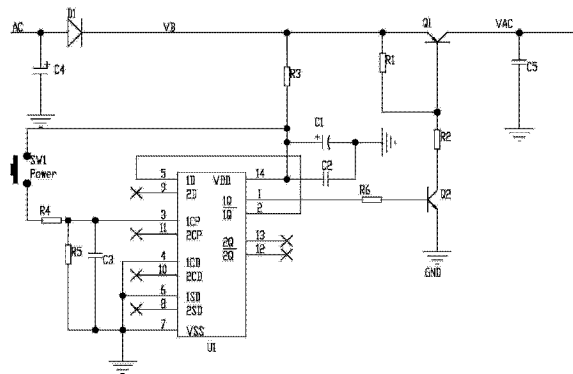 AC
D1
VB
Q1
VAC
C4
R3
R1
C5
C1
R2
C2
SW1
Power
5
1D
VDD
14
9
2D
1
1Q
R6
Q2
1Q
2
R4
3
1CP
11
2CP
R5
C3
2Q
13
2Q
12
4
1CD
10
2CD
GND
6
1SD
8
2SD
7
VSS
U1